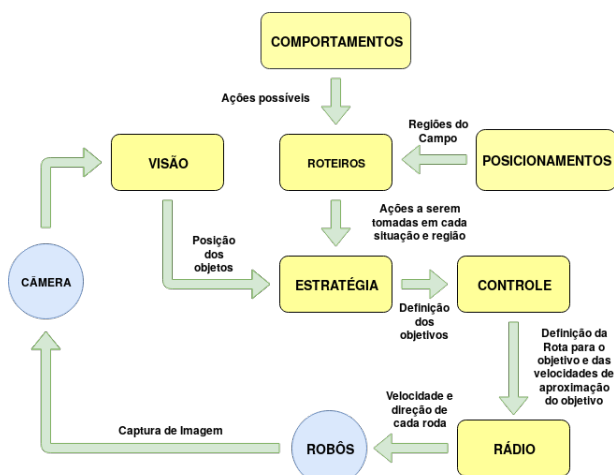 COMPORTAMENTOS
Ações possíveis
Regiões do
Campo
VISÃO
ROTEIROS
POSICIONAMENTOS
Ações a serem
tomadas em cada
situação e região
Posição
dos
objetos
CÂMERA
ESTRATÉGIA
CONTROLE
Definição
dos
objetivos
Definição da
Rota para o
objetivo e das
velocidades de
aproximação
do objetivo
Velocidade e
direção de
cada roda
Captura de Imagem
ROBÔS
RÁDIO